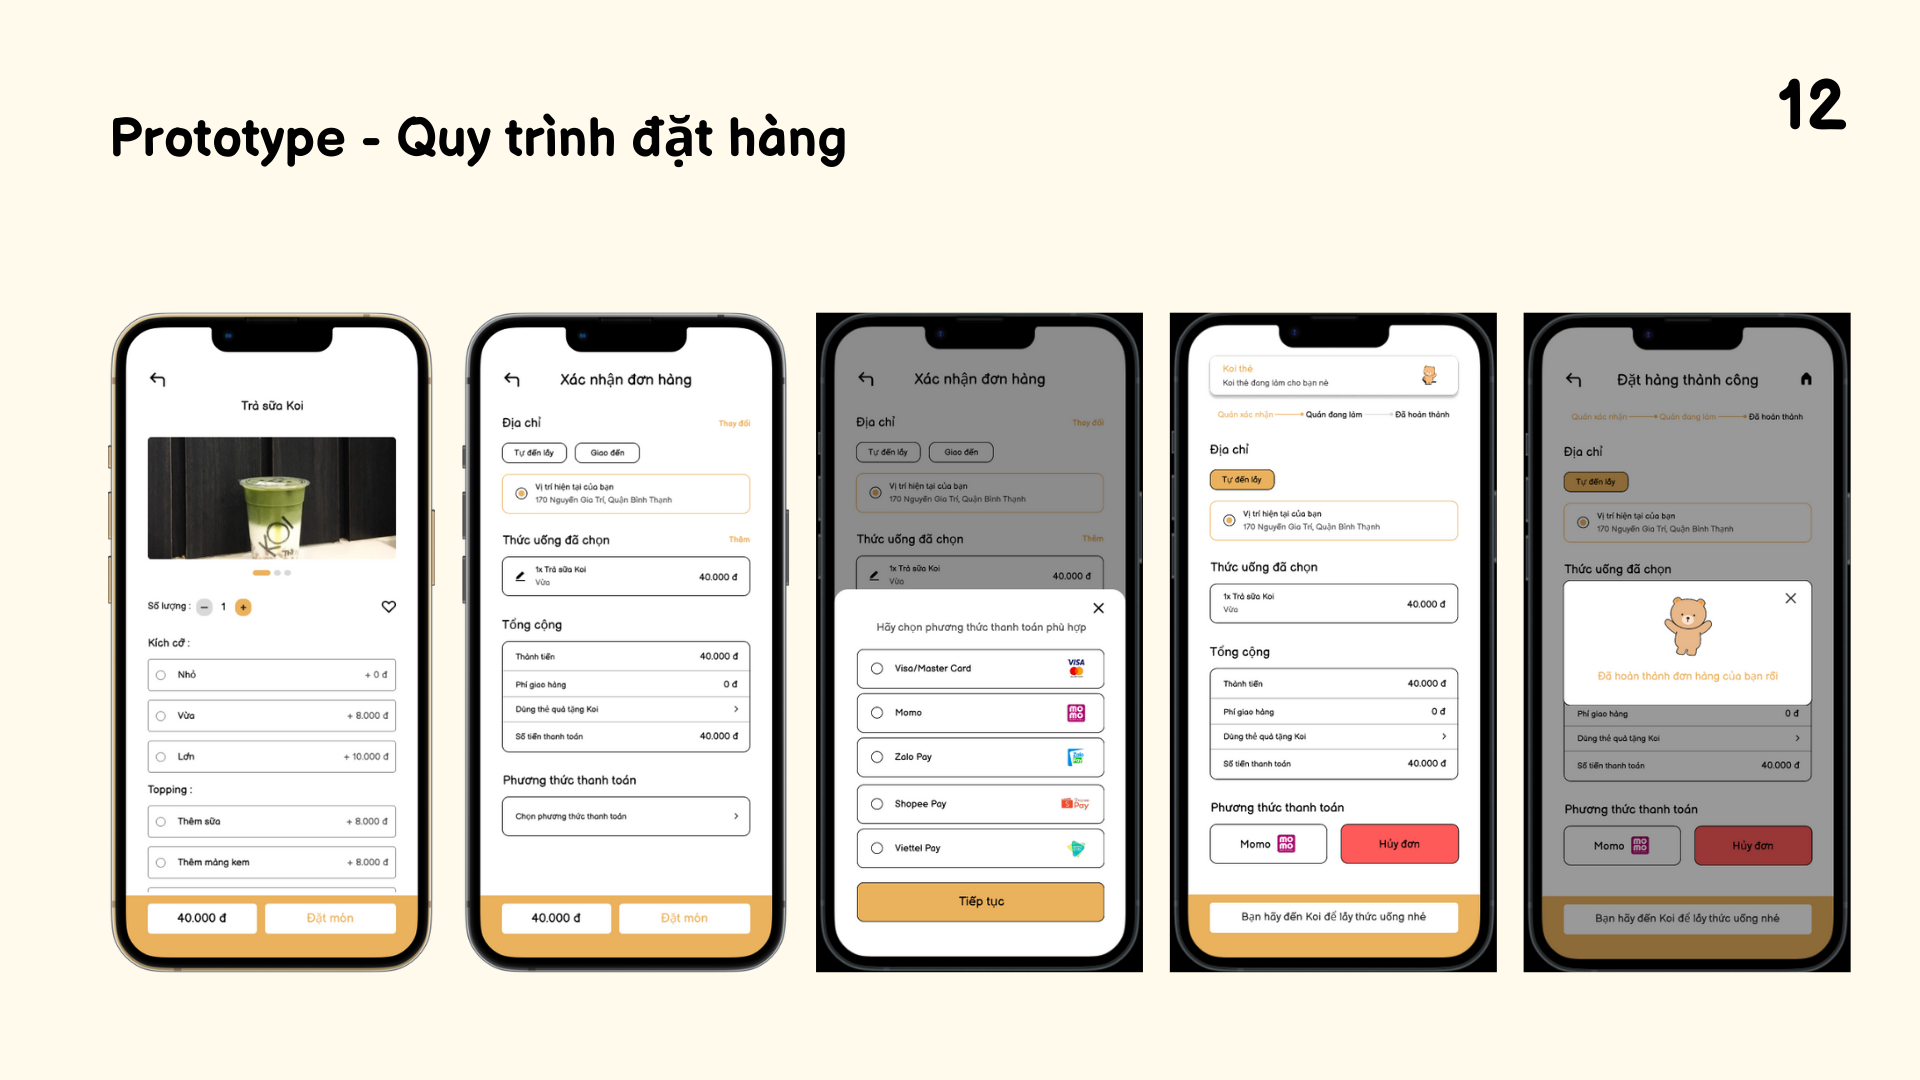 12
Prototype - Quy trình đặt hàng
Trà sữa Koi
KOI
Số lượng : − 1 +
Kích cỡ :
Nhỏ + 0 đ
Vừa + 8.000 đ
Lớn + 10.000 đ
Topping :
Thêm sữa + 8.000 đ
Thêm màng kem + 8.000 đ
40.000 đ Đặt món
Xác nhận đơn hàng
Địa chỉ Thay đổi
Tự đến lấy Giao đến
Vị trí hiện tại của bạn
170 Nguyễn Gia Trí, Quận Bình Thạnh
Thức uống đã chọn Thêm
1x Trà sữa Koi
Vừa
40.000 đ
Tổng cộng
Thành tiền 40.000 đ
Phí giao hàng 0 đ
Dùng thẻ quà tặng Koi >
Số tiền thanh toán 40.000 đ
Phương thức thanh toán
Chọn phương thức thanh toán >
40.000 đ Đặt món
Xác nhận đơn hàng
Địa chỉ Thay đổi
Tự đến lấy Giao đến
Vị trí hiện tại của bạn
170 Nguyễn Gia Trí, Quận Bình Thạnh
Thức uống đã chọn Thêm
1x Trà sữa Koi
Vừa
40.000 đ
Hãy chọn phương thức thanh toán phù hợp
Visa/Master Card VISA
Momo mo mo
Zalo Pay Zalo Pay
Shopee Pay Pay
Viettel Pay
Tiếp tục
Koi thẻ
Koi thẻ đang làm cho bạn nè
Quán xác nhận Quán đang làm Đã hoàn thành
Địa chỉ
Tự đến lấy
Vị trí hiện tại của bạn
170 Nguyễn Gia Trí, Quận Bình Thạnh
Thức uống đã chọn
1x Trà sữa Koi
Vừa
40.000 đ
Tổng cộng
Thành tiền 40.000 đ
Phí giao hàng 0 đ
Dùng thẻ quà tặng Koi >
Số tiền thanh toán 40.000 đ
Phương thức thanh toán
Momo mo mo Hủy đơn
Bạn hãy đến Koi để lấy thức uống nhé
Đặt hàng thành công
Quán xác nhận Quán đang làm Đã hoàn thành
Địa chỉ
Tự đến lấy
Vị trí hiện tại của bạn
170 Nguyễn Gia Trí, Quận Bình Thạnh
Thức uống đã chọn
Đã hoàn thành đơn hàng của bạn rồi
Phí giao hàng 0 đ
Dùng thẻ quà tặng Koi >
Số tiền thanh toán 40.000 đ
Phương thức thanh toán
Momo mo mo Hủy đơn
Bạn hãy đến Koi để lấy thức uống nhé